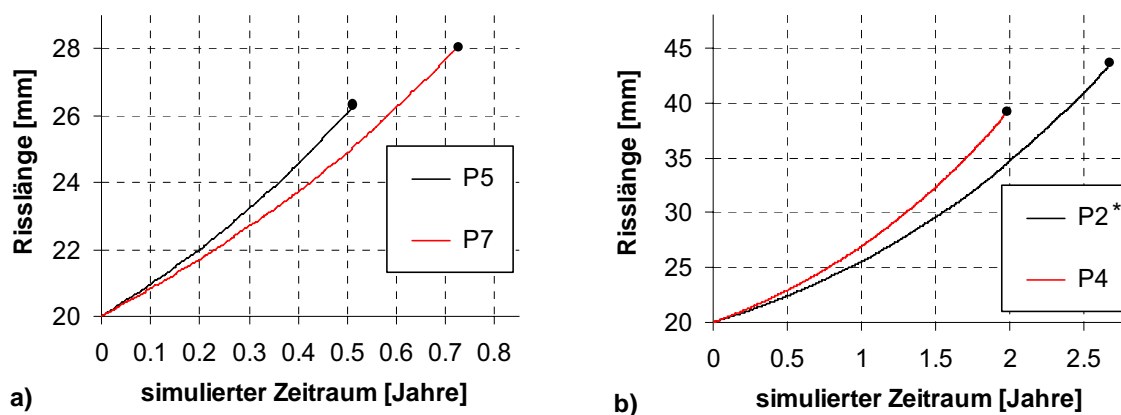 28
26
24
22
20
Risslänge [mm]
P5
P7
0 0.1 0.2 0.3 0.4 0.5 0.6 0.7 0.8
simulierter Zeitraum [Jahre]
a)
45
40
35
30
25
20
Risslänge [mm]
P2*
P4
0 0.5 1 1.5 2 2.5
simulierter Zeitraum [Jahre]
b)